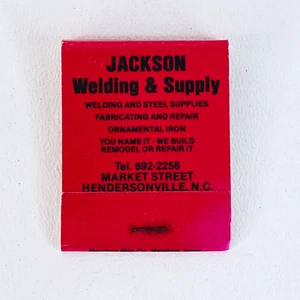 JACKSON
Welding & Supply
WELDING AND STEEL SUPPLIES
FABRICATING AND REPAIR
ORNAMENTAL IRON
YOU NAME IT - WE BUILD
REMODEL OR REPAIR IT
Tel. 692-2256
MARKET STREET
HENDERSONVILLE, N.C.